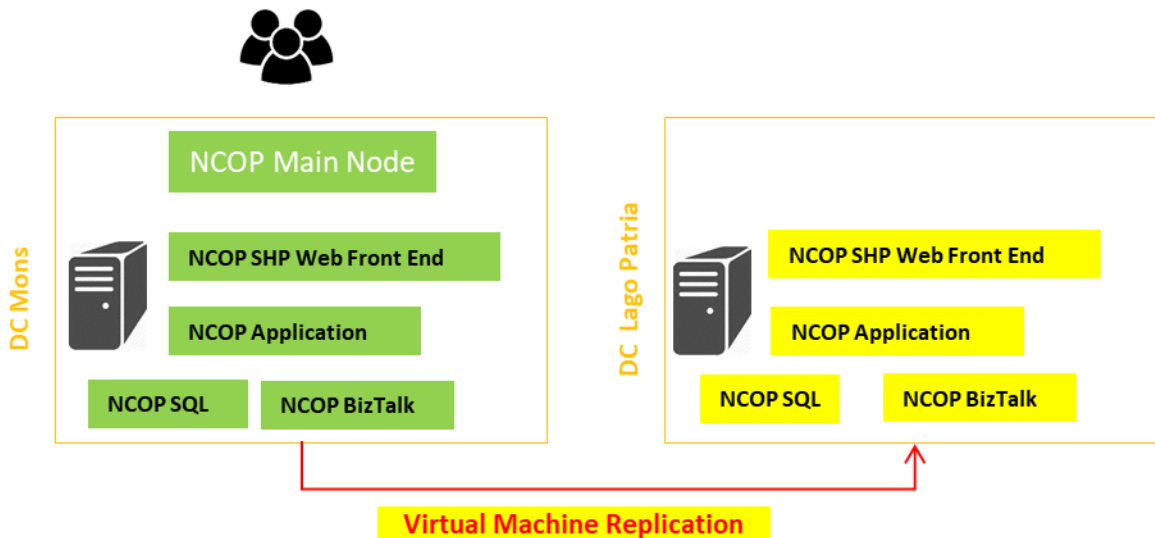 NCOP Main Node
DC Mons
NCOP SHP Web Front End
NCOP Application
NCOP SQL
NCOP BizTalk
DC Lago Patria
NCOP SHP Web Front End
NCOP Application
NCOP SQL
NCOP BizTalk
Virtual Machine Replication